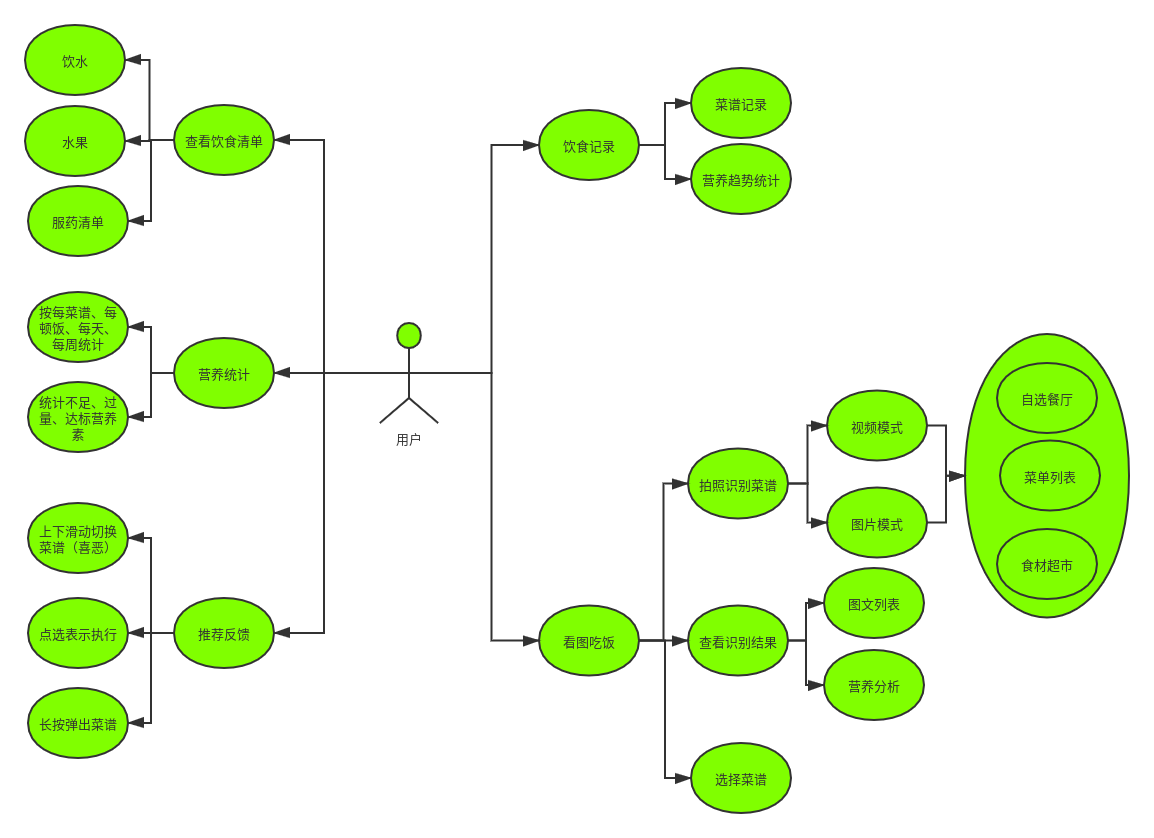 饮水
水果
服药清单
查看饮食清单
按每菜谱、每
顿饭、每天、
每周统计
统计不足、过
量、达标营养
素
营养统计
上下滑动切换
菜谱（喜恶）
点选表示执行
长按弹出菜谱
推荐反馈
用户
饮食记录
菜谱记录
营养趋势统计
看图吃饭
拍照识别菜谱
视频模式
图片模式
自选餐厅
菜单列表
食材超市
查看识别结果
图文列表
营养分析
选择菜谱